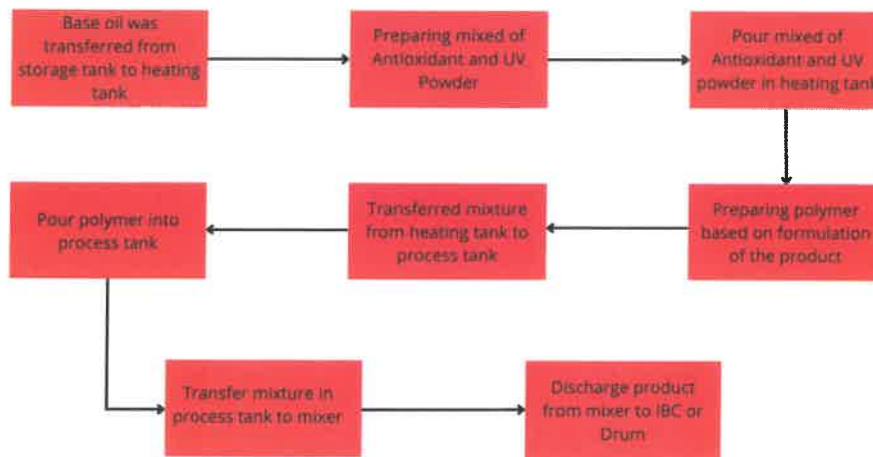 Base oil was
transferred from
storage tank to heating
tank
Preparing mixed of
Antioxidant and UV
Powder
Pour mixed of
Antioxidant and UV
powder in heating tank
Preparing polymer
based on formulation
of the product
Transferred mixture
from heating tank to
process tank
Pour polymer into
process tank
Transfer mixture in
process tank to mixer
Discharge product
from mixer to IBC or
Drum